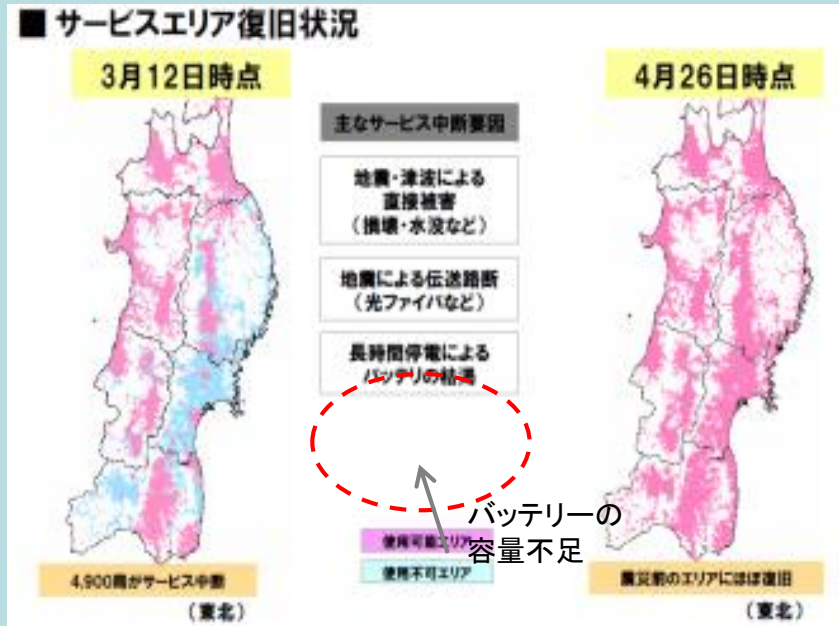 ■ サービスエリア復旧状況
3月12日時点
4,900局がサービス中断
(東北)
主なサービス中断要因
地震・津波による
直接被害
(損壊・水没など)
地震による伝送路断
(光ファイバなど)
長時間停電による
バッテリの枯渇
バッテリーの
容量不足
使用可能エリア
使用不可エリア
4月26日時点
震災前のエリアにほぼ復旧
(東北)